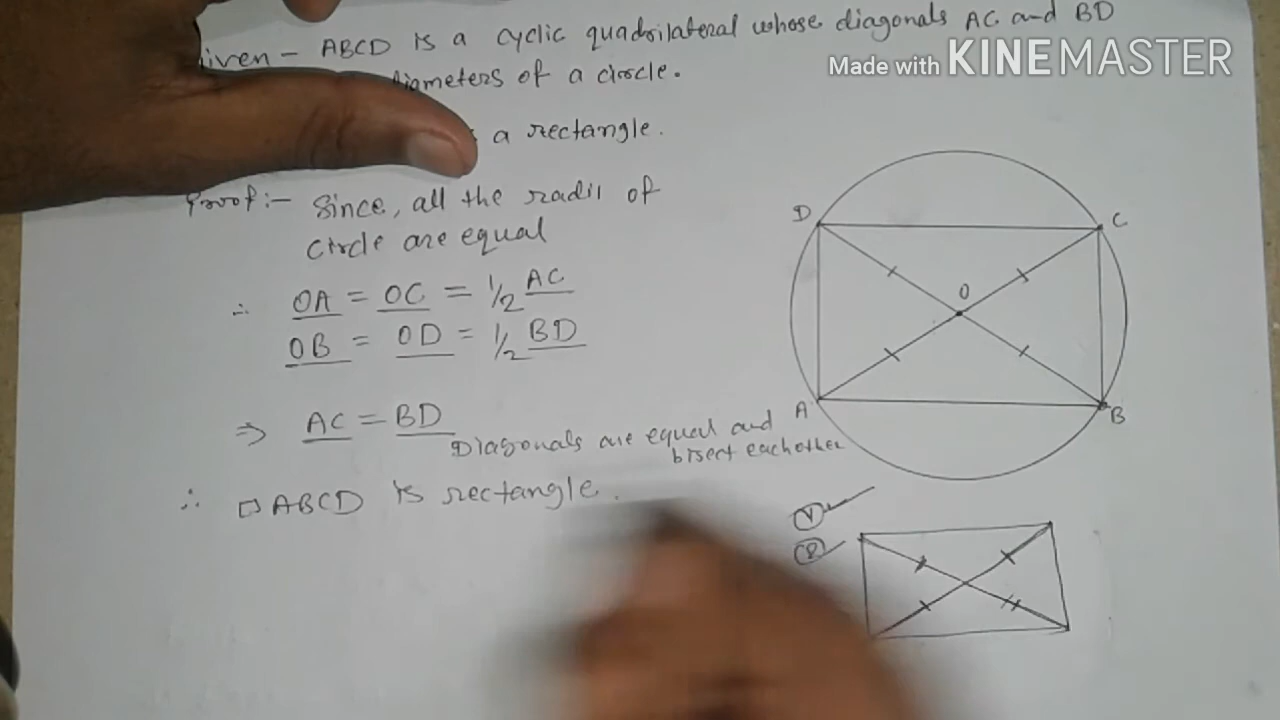 iven - ABCD is a cyclic quadrilateral whose diagonals AC and BD
Made with KINEMASTER
diameters of a circle.
a rectangle.
Proof:- Since, all the radii of
circle are equal
∴ OA = OC = 1/2 AC
OB = OD = 1/2 BD
⇒ AC = BD
Diagonals are equal and
bisect eachother
∴ □ABCD is rectangle.
D
C
O
A
B